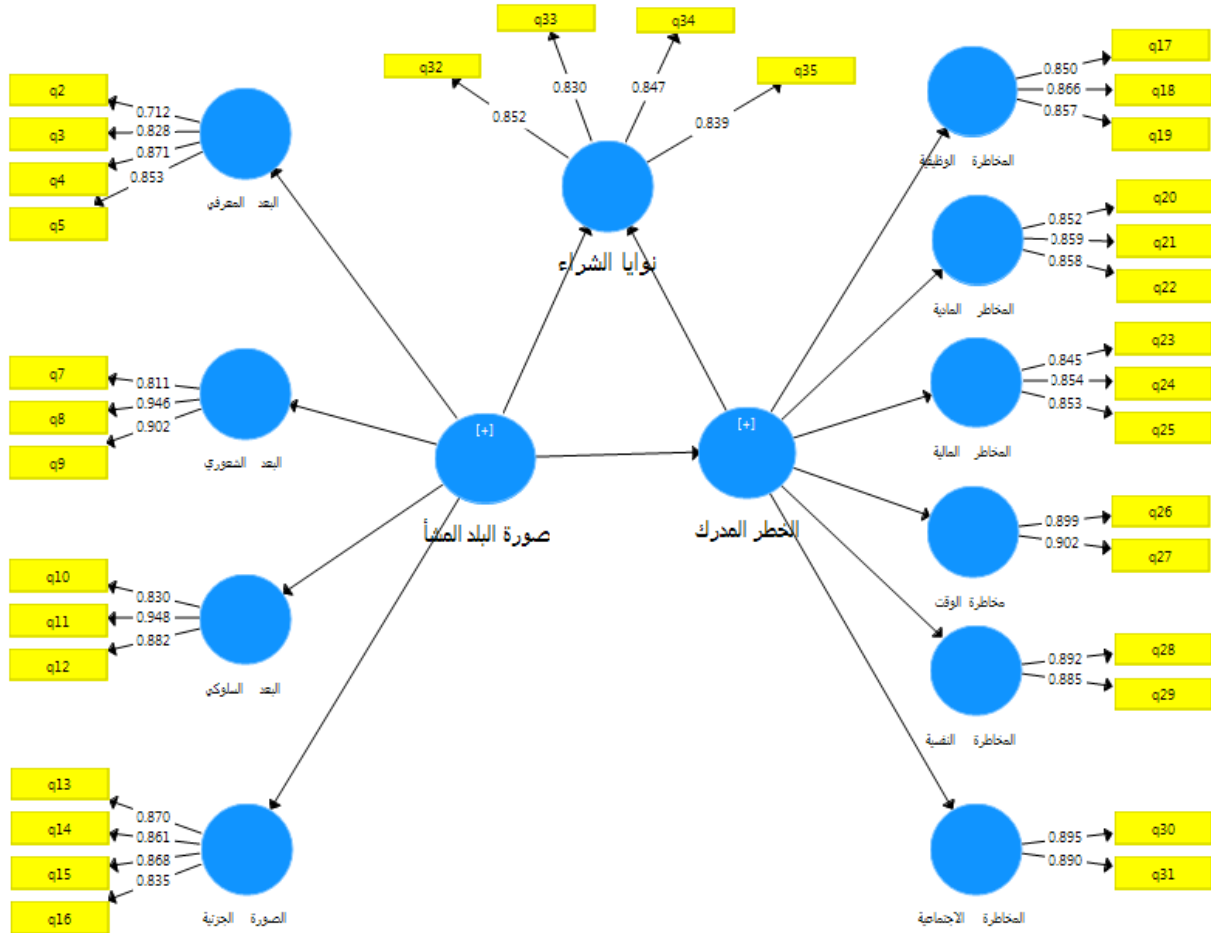 q33
q34
q32
q35
0.852
0.830
0.847
0.839
نوايا الشراء
q2
q3
q4
q5
0.712
0.828
0.871
0.853
البعد المعرفي
q7
q8
q9
0.811
0.946
0.902
البعد الشعوري
q10
q11
q12
0.830
0.948
0.882
البعد السلوكي
q13
q14
q15
q16
0.870
0.861
0.868
0.835
الصورة الجزئية
[+]
صورة البلد المشأ
[+]
الخطر المدرك
q17
q18
q19
0.850
0.866
0.857
المخاطرة الوظيفية
q20
q21
q22
0.852
0.859
0.858
المخاطر المادية
q23
q24
q25
0.845
0.854
0.853
المخاطر المالية
q26
q27
0.899
0.902
مخاطرة الوقت
q28
q29
0.892
0.885
المخاطرة النفسية
q30
q31
0.895
0.890
المخاطرة الاجتماعية